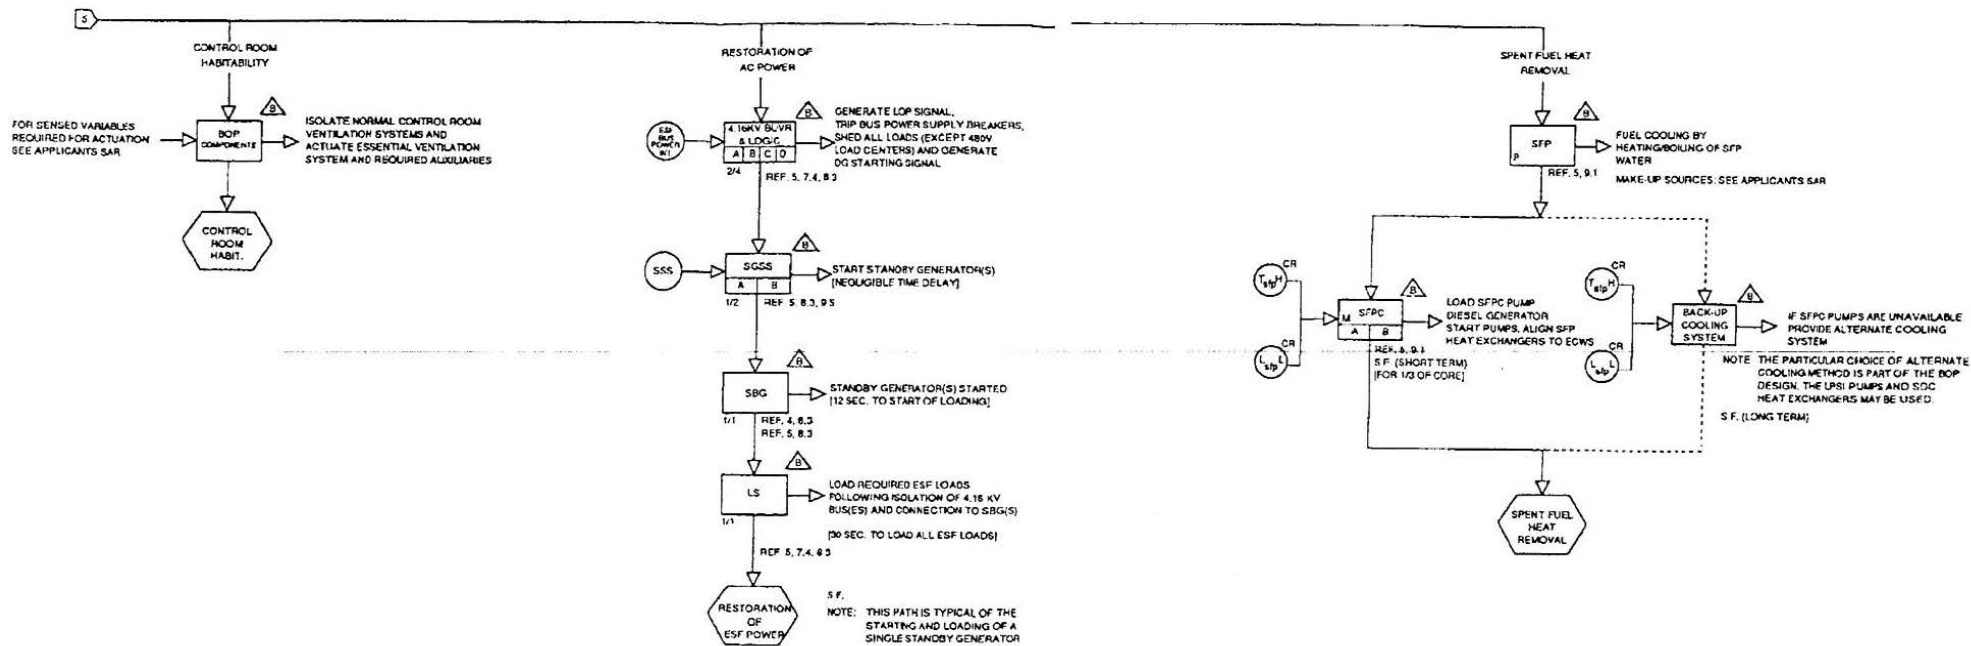 5
CONTROL ROOM
HABITABILITY
FOR SENSED VARIABLES
REQUIRED FOR ACTUATION
SEE APPLICANTS SAR
BOP
COMPONENTS
B
ISOLATE NORMAL CONTROL ROOM
VENTILATION SYSTEMS AND
ACTUATE ESSENTIAL VENTILATION
SYSTEM AND REQUIRED AUXILIARIES
CONTROL
ROOM
HABIT.
RESTORATION OF
AC POWER
BUS
POWER
4.16KV BUVR
& LOGIC
A B C D
2/4
REF. 5, 7.4, 8.3
B
GENERATE LOP SIGNAL,
TRIP BUS POWER SUPPLY BREAKERS,
SHED ALL LOADS (EXCEPT 480V
LOAD CENTERS) AND GENERATE
DG STARTING SIGNAL
SSS
SGSS
A B
1/2
REF. 5, 8.3, 9.5
B
START STANDBY GENERATOR(S)
[NEGLIGIBLE TIME DELAY]
SBG
1/1
REF. 4, 8.3
REF. 5, 8.3
B
STANDBY GENERATOR(S) STARTED
[12 SEC. TO START OF LOADING]
LS
1/1
B
LOAD REQUIRED ESF LOADS
FOLLOWING ISOLATION OF 4.16 KV
BUS(ES) AND CONNECTION TO SBG(S)
[30 SEC. TO LOAD ALL ESF LOADS]
REF. 5, 7.4, 8.3
RESTORATION
OF
ESF POWER
S.F.
NOTE: THIS PATH IS TYPICAL OF THE
STARTING AND LOADING OF A
SINGLE STANDBY GENERATOR
SPENT FUEL HEAT
REMOVAL
SFP
P
B
REF. 5, 9.1
FUEL COOLING BY
HEATING/BOILING OF SFP
WATER
MAKE-UP SOURCES: SEE APPLICANTS SAR
CR
TsfpH
CR
LsfpL
SFPC
M
A B
B
REF. 5, 9.1
S.F. (SHORT TERM)
[FOR 1/3 OF CORE]
LOAD SFPC PUMP
DIESEL GENERATOR
START PUMPS, ALIGN SFP
HEAT EXCHANGERS TO ECWS
CR
TsfpH
CR
LsfpL
BACK-UP
COOLING
SYSTEM
B
IF SFPC PUMPS ARE UNAVAILABLE
PROVIDE ALTERNATE COOLING
SYSTEM
NOTE THE PARTICULAR CHOICE OF ALTERNATE
COOLING METHOD IS PART OF THE BOP
DESIGN. THE LPSI PUMPS AND SDC
HEAT EXCHANGERS MAY BE USED.
S.F. (LONG TERM)
SPENT FUEL
HEAT
REMOVAL